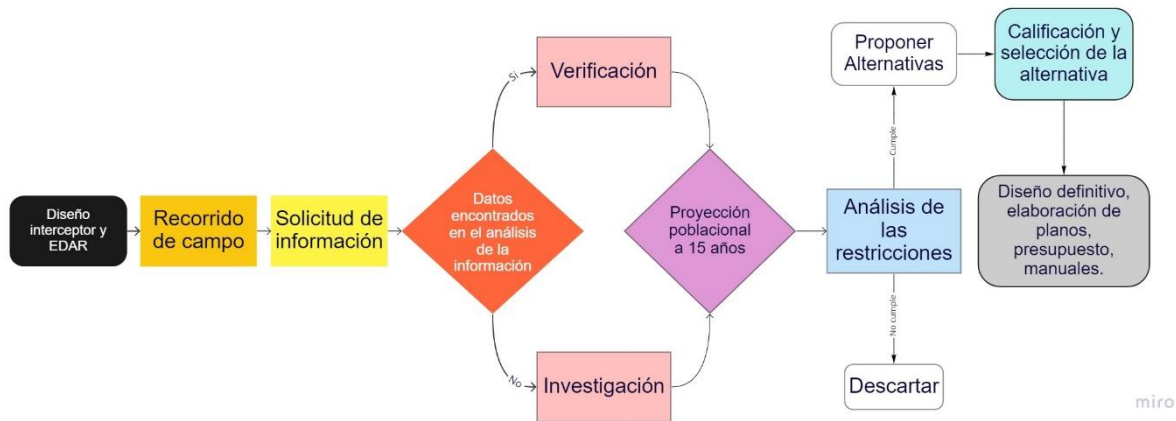 Diseño
interceptor y
EDAR
Recorrido
de campo
Solicitud de
información
Datos
encontrados
en el análisis
de la
información
Sí
Verificación
No
Investigación
Proyección
poblacional
a 15 años
Análisis de
las
restricciones
Cumple
Proponer
Alternativas
Calificación y
selección de la
alternativa
Diseño definitivo,
elaboración de
planos,
presupuesto,
manuales.
No cumple
Descartar
miro